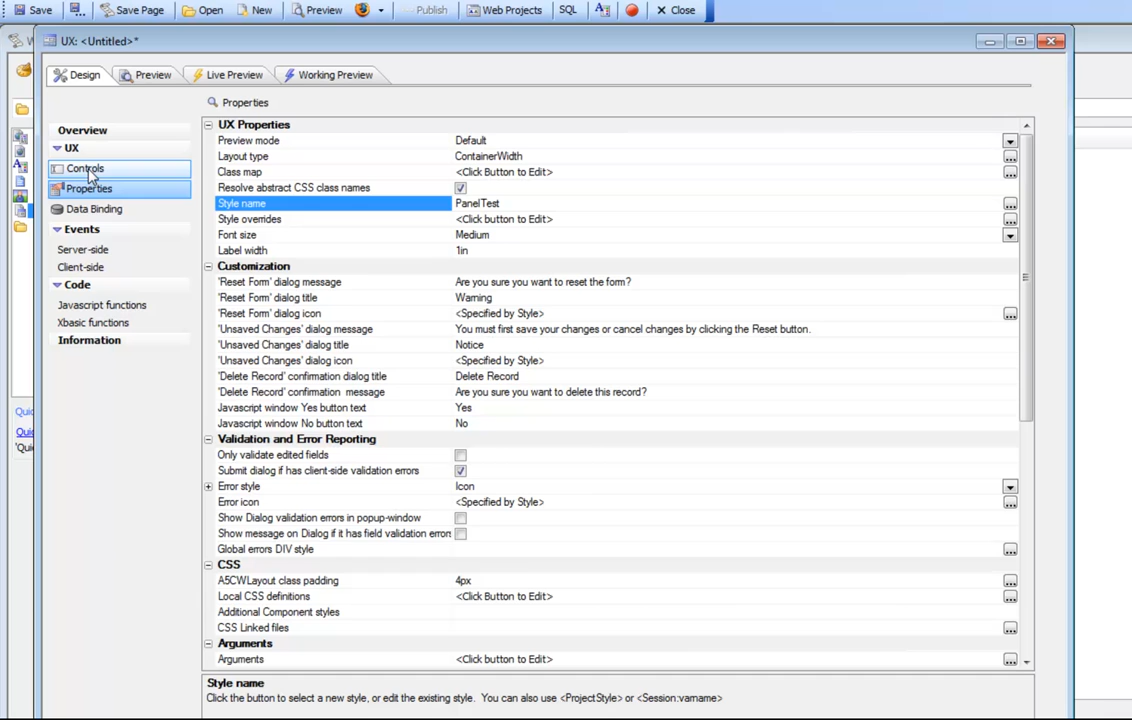 Save Save Page Open New Preview Publish Web Projects SQL Close
UX: <Untitled>*
Design Preview Live Preview Working Preview
Properties
Overview
UX
Controls
Properties
Data Binding
Events
Server-side
Client-side
Code
Javascript functions
Xbasic functions
Information
UX Properties
Preview mode Default
Layout type ContainerWidth
Class map <Click Button to Edit>
Resolve abstract CSS class names
Style name PanelTest
Style overrides <Click button to Edit>
Font size Medium
Label width 1in
Customization
'Reset Form' dialog message Are you sure you want to reset the form?
'Reset Form' dialog title Warning
'Reset Form' dialog icon <Specified by Style>
'Unsaved Changes' dialog message You must first save your changes or cancel changes by clicking the Reset button.
'Unsaved Changes' dialog title Notice
'Unsaved Changes' dialog icon <Specified by Style>
'Delete Record' confirmation dialog title Delete Record
'Delete Record' confirmation message Are you sure you want to delete this record?
Javascript window Yes button text Yes
Javascript window No button text No
Validation and Error Reporting
Only validate edited fields
Submit dialog if has client-side validation errors
Error style Icon
Error icon <Specified by Style>
Show Dialog validation errors in popup-window
Show message on Dialog if it has field validation error
Global errors DIV style
CSS
A5CWLayout class padding 4px
Local CSS definitions <Click Button to Edit>
Additional Component styles
CSS Linked files
Arguments
Arguments <Click button to Edit>
Style name
Click the button to select a new style, or edit the existing style. You can also use <ProjectStyle> or <Session:varname>